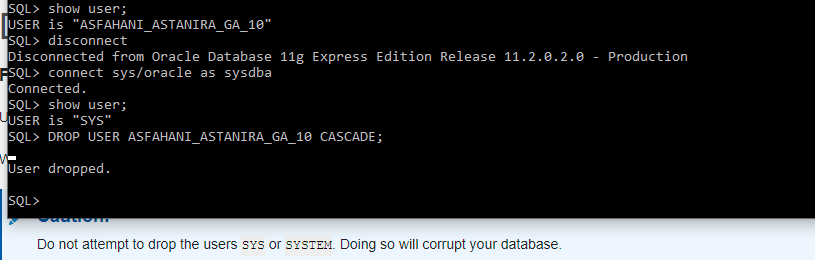 SQL> show user;
USER is "ASFAHANI_ASTANIRA_GA_10"
SQL> disconnect
Disconnected from Oracle Database 11g Express Edition Release 11.2.0.2.0 - Production
SQL> connect sys/oracle as sysdba
Connected.
SQL> show user;
USER is "SYS"
SQL> DROP USER ASFAHANI_ASTANIRA_GA_10 CASCADE;
User dropped.
SQL>
Caution:
Do not attempt to drop the users SYS or SYSTEM. Doing so will corrupt your database.